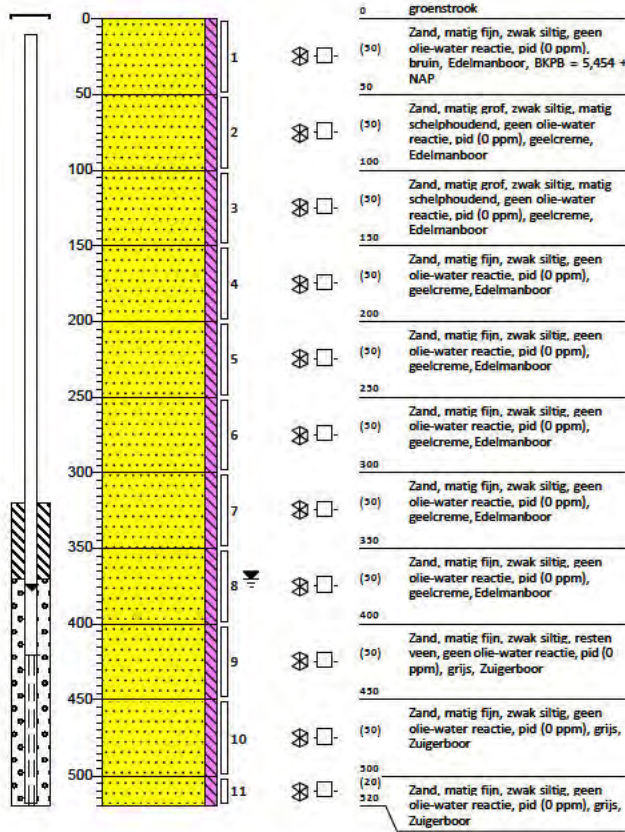 0
groenstrook
0
(50)
Zand, matig fijn, zwak siltig, geen
olie-water reactie, pid (0 ppm),
bruin, Edelmanboor, BKPB = 5,454 +
NAP
1
50
50
(50)
Zand, matig grof, zwak siltig, matig
schelphoudend, geen olie-water
reactie, pid (0 ppm), geelcreme,
Edelmanboor
2
100
100
(50)
Zand, matig grof, zwak siltig, matig
schelphoudend, geen olie-water
reactie, pid (0 ppm), geelcreme,
Edelmanboor
3
150
150
(50)
Zand, matig fijn, zwak siltig, geen
olie-water reactie, pid (0 ppm),
geelcreme, Edelmanboor
4
200
200
(50)
Zand, matig fijn, zwak siltig, geen
olie-water reactie, pid (0 ppm),
geelcreme, Edelmanboor
5
250
250
(50)
Zand, matig fijn, zwak siltig, geen
olie-water reactie, pid (0 ppm),
geelcreme, Edelmanboor
6
300
300
(50)
Zand, matig fijn, zwak siltig, geen
olie-water reactie, pid (0 ppm),
geelcreme, Edelmanboor
7
350
350
(50)
Zand, matig fijn, zwak siltig, geen
olie-water reactie, pid (0 ppm),
geelcreme, Edelmanboor
8
400
400
(50)
Zand, matig fijn, zwak siltig, resten
veen, geen olie-water reactie, pid (0
ppm), grijs, Zuigerboor
9
450
450
(50)
Zand, matig fijn, zwak siltig, geen
olie-water reactie, pid (0 ppm), grijs,
Zuigerboor
10
500
500
(20)
520
Zand, matig fijn, zwak siltig, geen
olie-water reactie, pid (0 ppm), grijs,
Zuigerboor
11